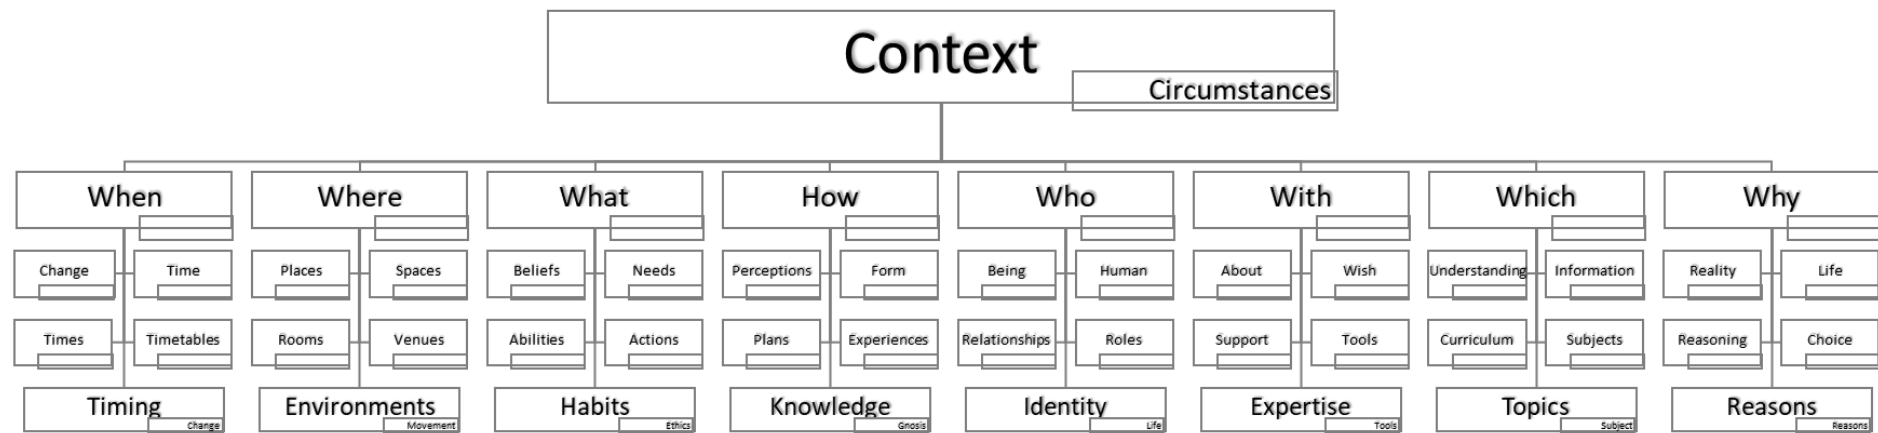 Context
Circumstances
When Where What How Who With Which Why
Change Time Places Spaces Beliefs Needs Perceptions Form Being Human About Wish Understanding Information Reality Life
Times Timetables Rooms Venues Abilities Actions Plans Experiences Relationships Roles Support Tools Curriculum Subjects Reasoning Choice
Timing Environments Habits Knowledge Identity Expertise Topics Reasons
Change Movement Ethics Gnosis Life Tools Subject Reasons